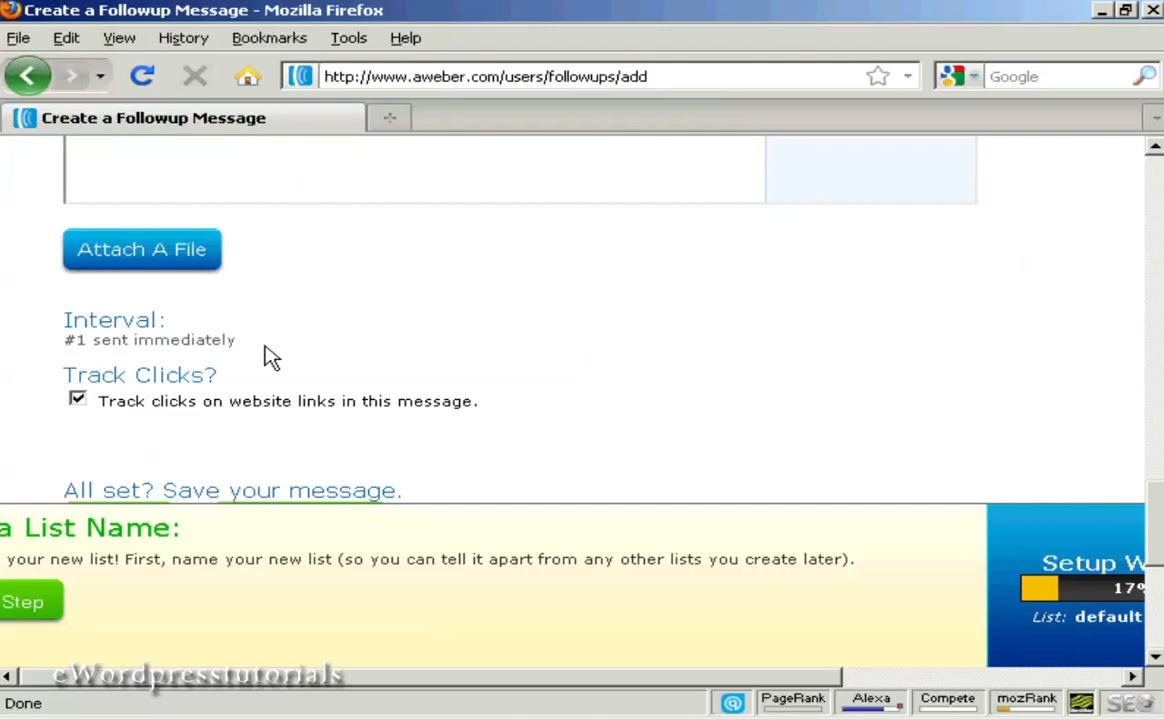 Create a Followup Message - Mozilla Firefox
File Edit View History Bookmarks Tools Help
http://www.aweber.com/users/followups/add
Google
Create a Followup Message
Attach A File
Interval:
#1 sent immediately
Track Clicks?
Track clicks on website links in this message.
All set? Save your message.
a List Name:
your new list! First, name your new list (so you can tell it apart from any other lists you create later).
Step
Setup W
17%
List: default
eWordpresstutorials
Done
PageRank Alexa Compete mozRank SEO